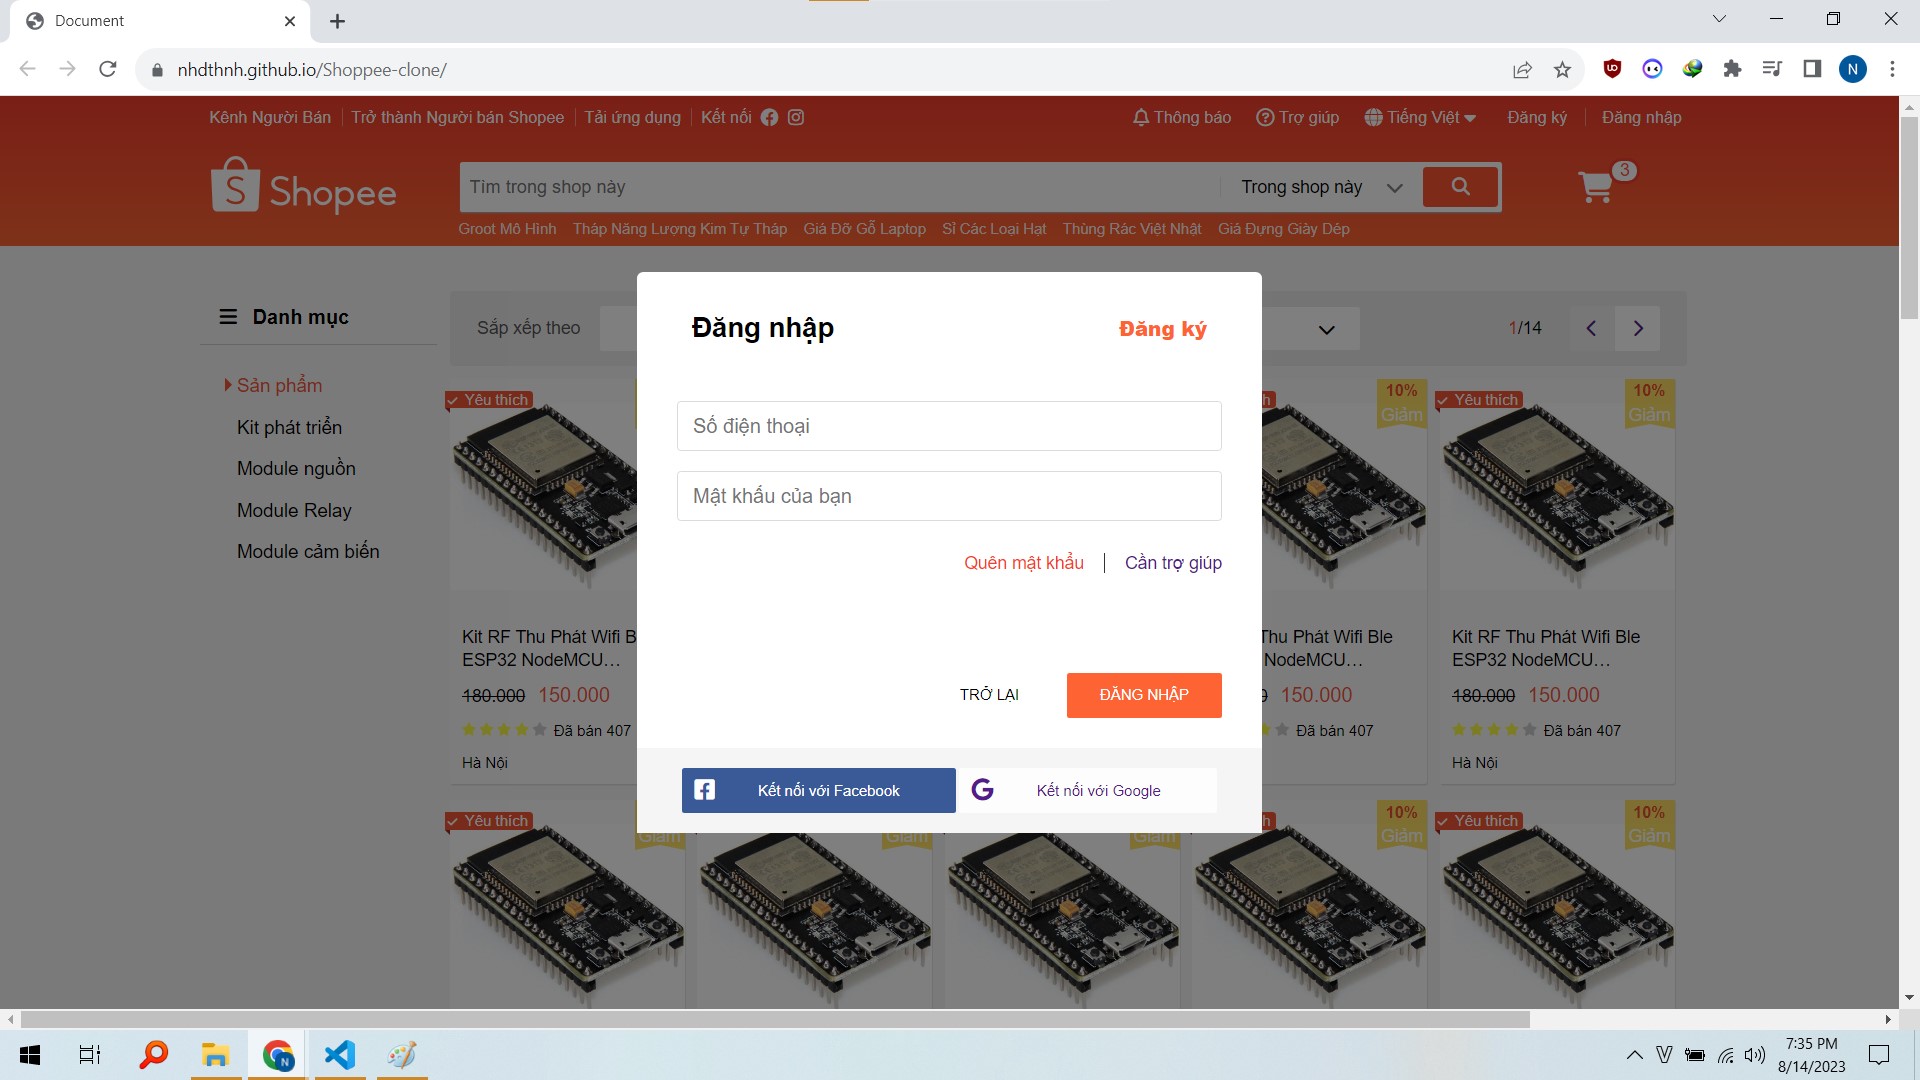 Document
nhdthnh.github.io/Shoppee-clone/
N
Kênh Người Bán
Trở thành Người bán Shopee
Tải ứng dụng
Kết nối
Thông báo
Trợ giúp
Tiếng Việt
Đăng ký
Đăng nhập
Shopee
Tìm trong shop này
Trong shop này
3
Groot Mô Hình
Tháp Năng Lượng Kim Tự Tháp
Giá Đỡ Gỗ Laptop
Sỉ Các Loại Hạt
Thùng Rác Việt Nhật
Giá Đựng Giày Dép
Danh mục
Sản phẩm
Kit phát triển
Module nguồn
Module Relay
Module cảm biến
Sắp xếp theo
1/14
Đăng nhập
Đăng ký
Số điện thoại
Mật khẩu của bạn
Quên mật khẩu
Cần trợ giúp
TRỞ LẠI
ĐĂNG NHẬP
Kết nối với Facebook
Kết nối với Google
Yêu thích
Kit RF Thu Phát Wifi B
ESP32 NodeMCU…
180.000 150.000
Đã bán 407
Hà Nội
10%
Giảm
Thu Phát Wifi Ble
NodeMCU…
150.000
Đã bán 407
Yêu thích
10%
Giảm
Kit RF Thu Phát Wifi Ble
ESP32 NodeMCU…
180.000 150.000
Đã bán 407
Hà Nội
Yêu thích
Giảm
Giảm
Giảm
10%
Giảm
Yêu thích
10%
Giảm
N
7:35 PM
8/14/2023